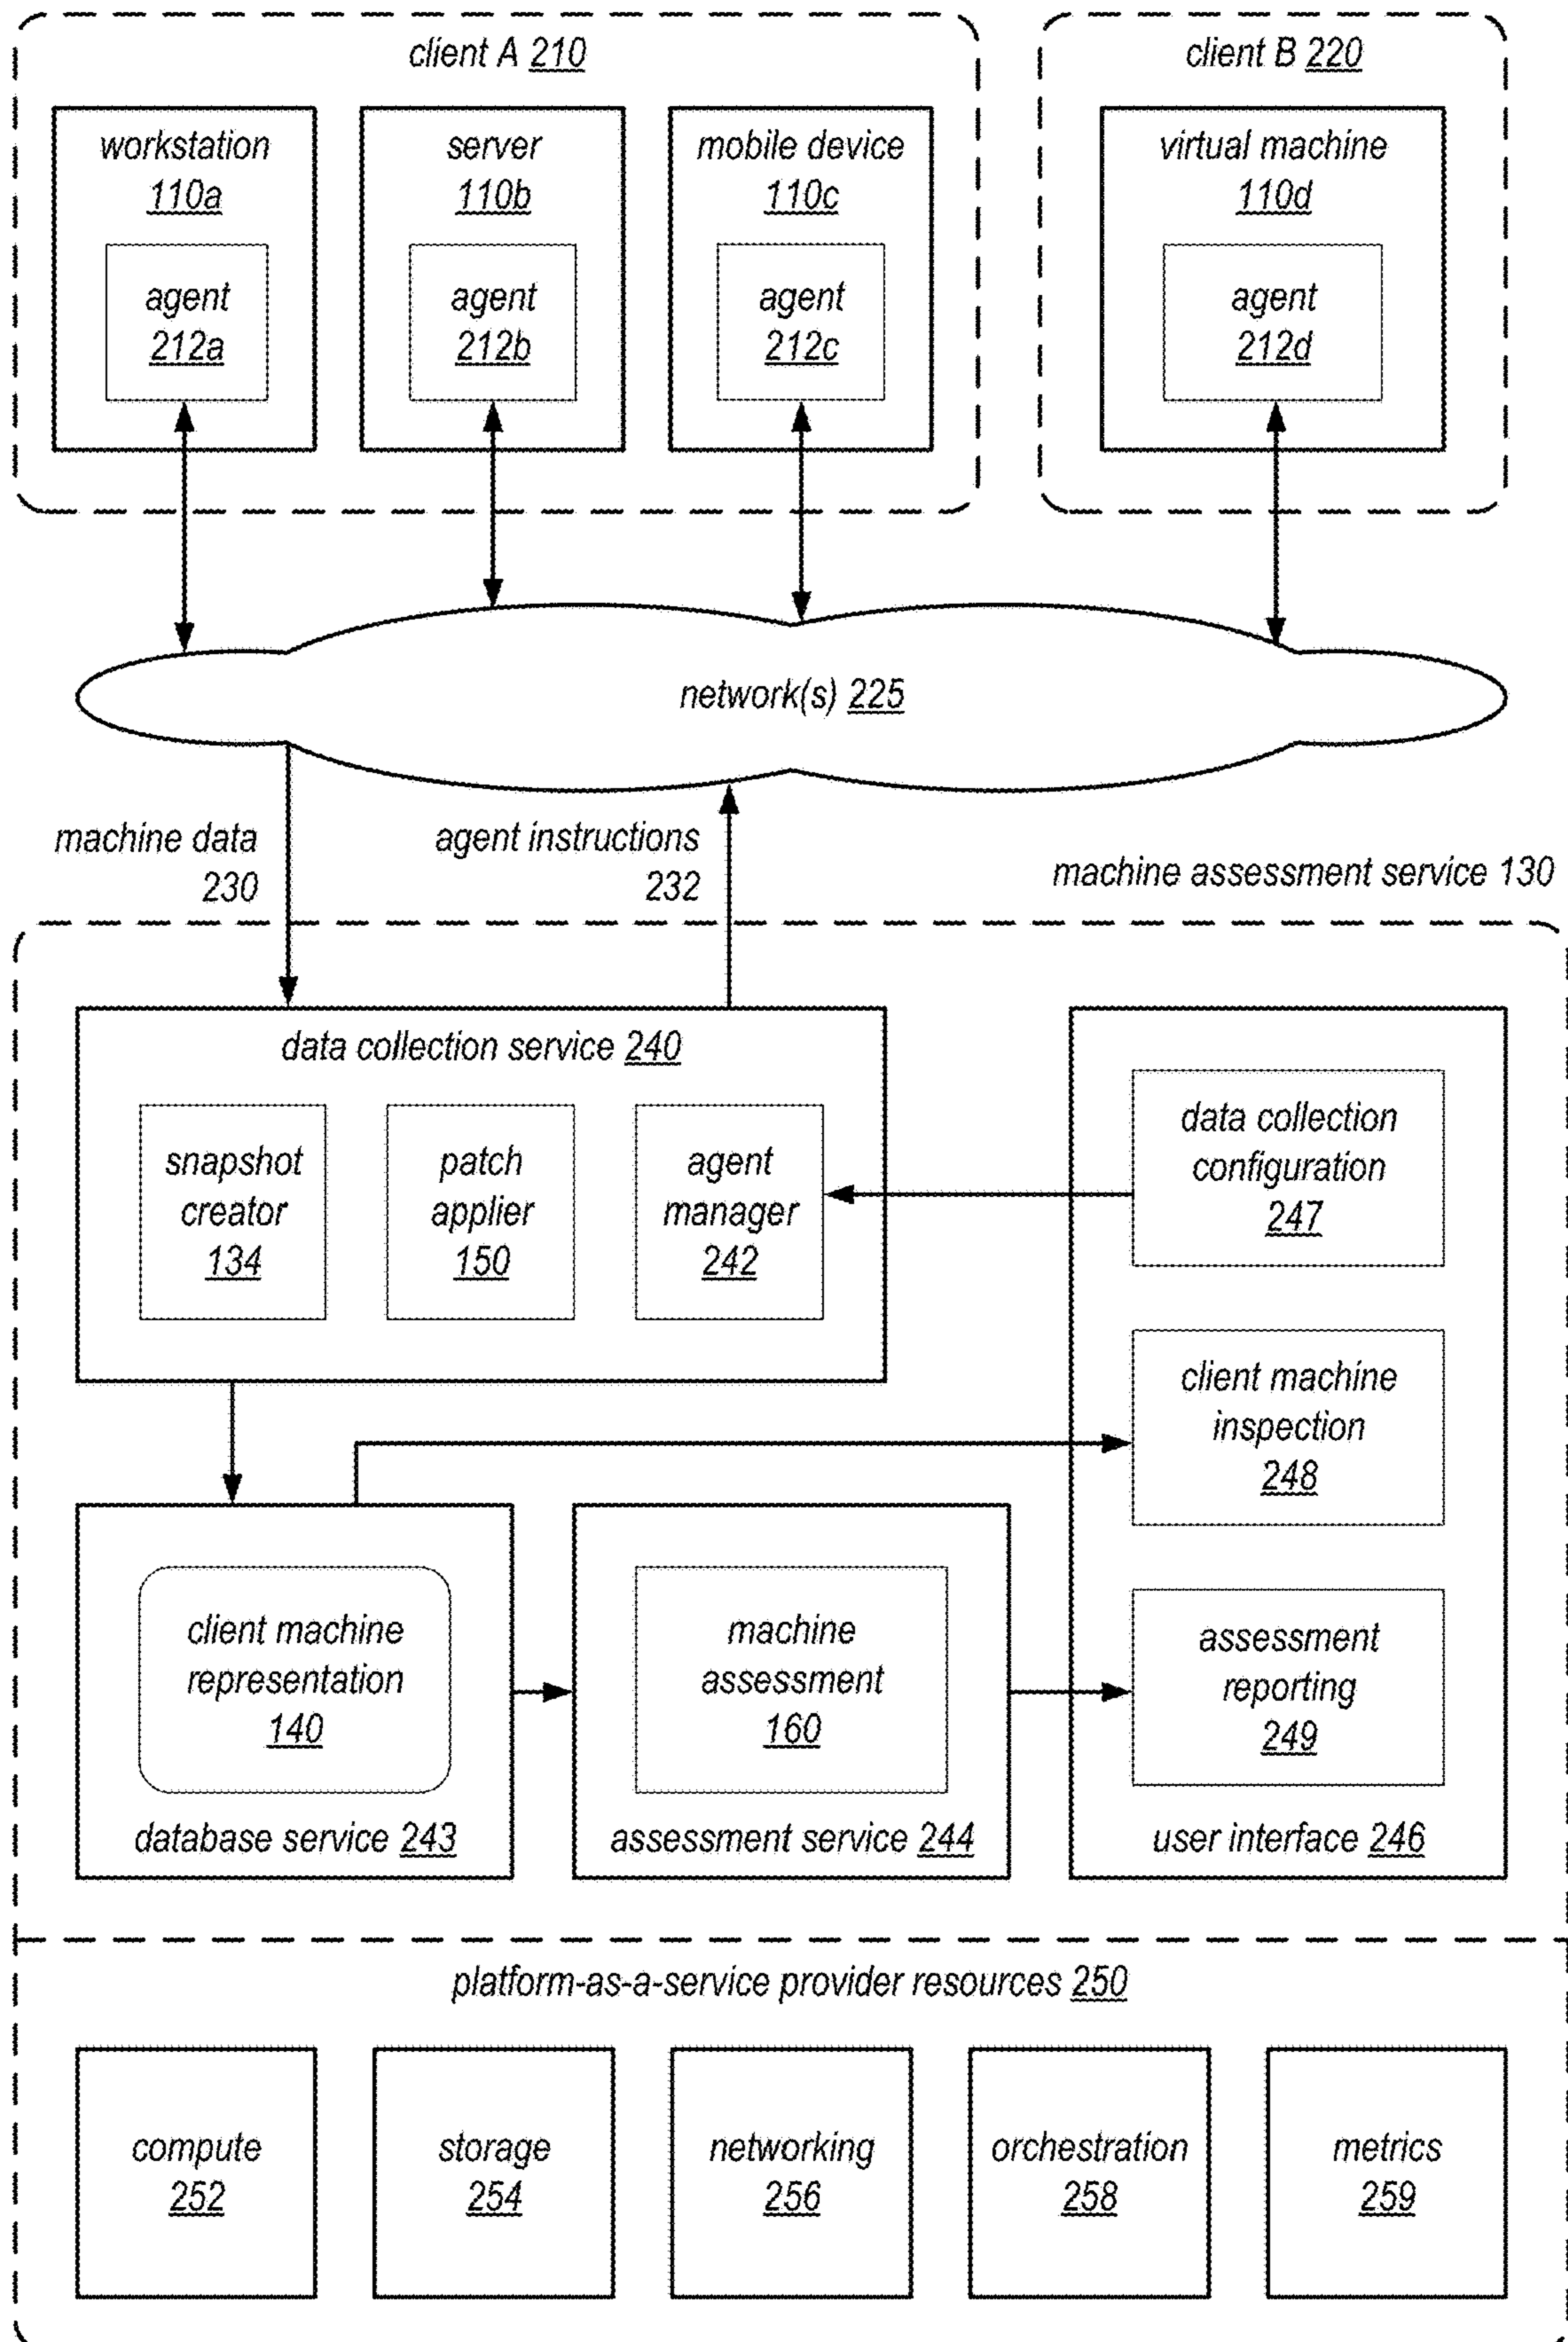 client A 210
workstation
110a
agent
212a
server
110b
agent
212b
mobile device
110c
agent
212c
client B 220
virtual machine
110d
agent
212d
network(s) 225
machine data
230
agent instructions
232
machine assessment service 130
data collection service 240
snapshot
creator
134
patch
applier
150
agent
manager
242
data collection
configuration
247
client machine
inspection
248
assessment
reporting
249
user interface 246
client machine
representation
140
database service 243
machine
assessment
160
assessment service 244
platform-as-a-service provider resources 250
compute
252
storage
254
networking
256
orchestration
258
metrics
259